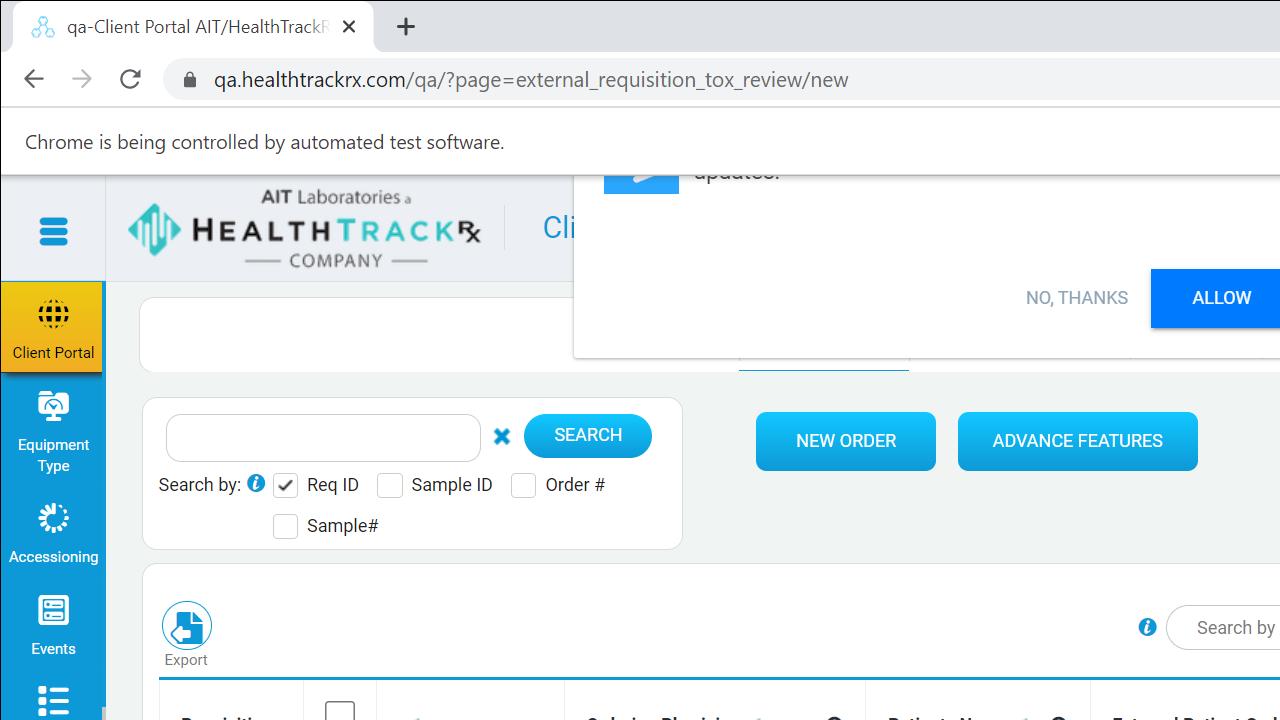 qa-Client Portal AIT/HealthTrackR
qa.healthtrackrx.com/qa/?page=external_requisition_tox_review/new
Chrome is being controlled by automated test software.
updates.
AIT Laboratories a
HEALTHTRACKRx
COMPANY
Cli
NO, THANKS
ALLOW
Client Portal
Equipment
Type
Accessioning
Events
SEARCH
NEW ORDER
ADVANCE FEATURES
Search by:
Req ID
Sample ID
Order #
Sample#
Export
Search by